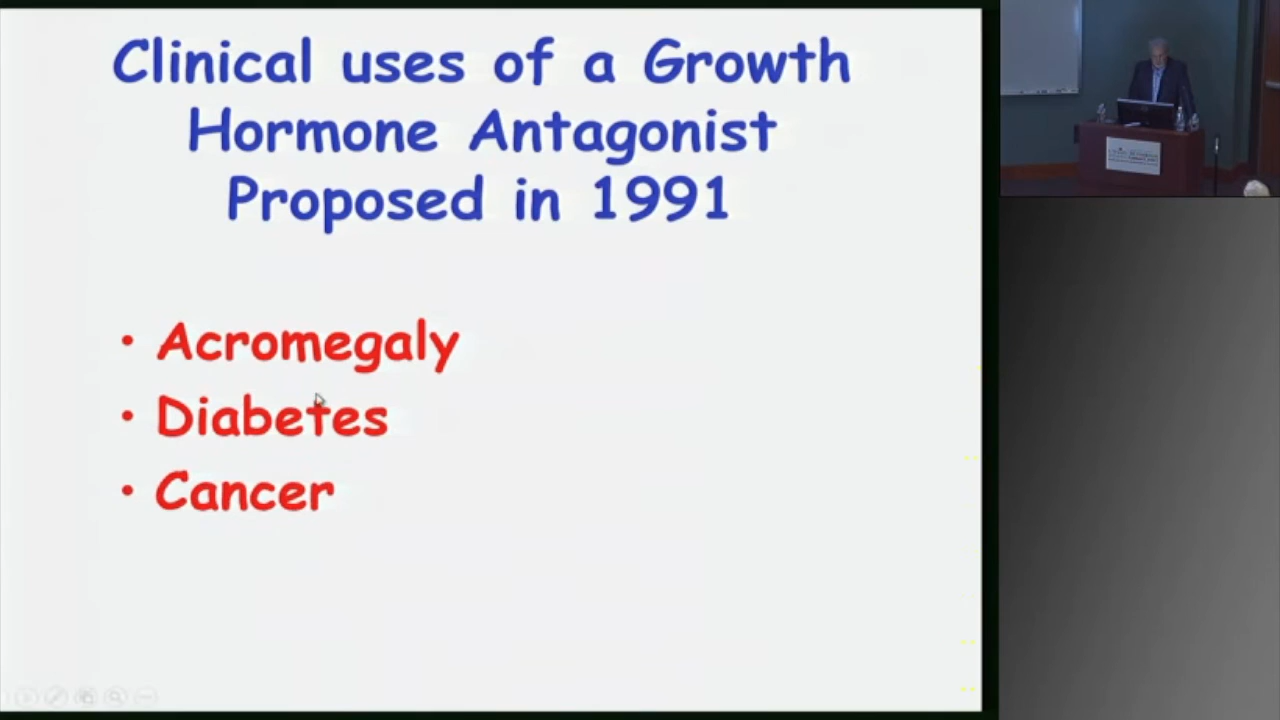 Clinical uses of a Growth
Hormone Antagonist
Proposed in 1991
• Acromegaly
• Diabetes
• Cancer